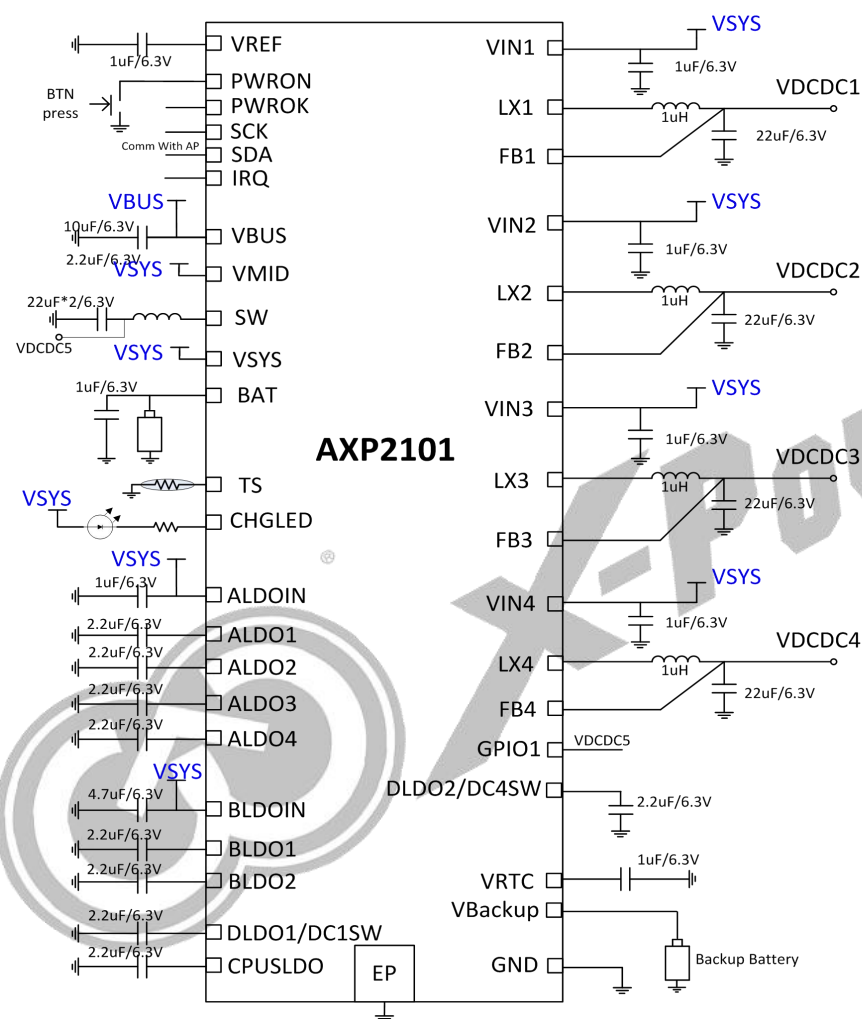 VREF
1uF/6.3V
PWRON
BTN
press
PWROK
SCK
Comm With AP
SDA
IRQ
VBUS
10uF/6.3V
VBUS
2.2uF/6.3V
VSYS
VMID
22uF*2/6.3V
SW
VDCDC5
VSYS
VSYS
1uF/6.3V
BAT
AXP2101
TS
VSYS
CHGLED
VSYS
1uF/6.3V
ALDOIN
2.2uF/6.3V
ALDO1
2.2uF/6.3V
ALDO2
2.2uF/6.3V
ALDO3
2.2uF/6.3V
ALDO4
VSYS
4.7uF/6.3V
BLDOIN
2.2uF/6.3V
BLDO1
2.2uF/6.3V
BLDO2
2.2uF/6.3V
DLDO1/DC1SW
2.2uF/6.3V
CPUSLDO
EP
VSYS
VIN1
1uF/6.3V
VDCDC1
LX1
1uH
22uF/6.3V
FB1
VSYS
VIN2
1uF/6.3V
VDCDC2
LX2
1uH
22uF/6.3V
FB2
VSYS
VIN3
1uF/6.3V
VDCDC3
LX3
1uH
22uF/6.3V
FB3
VSYS
VIN4
1uF/6.3V
VDCDC4
LX4
1uH
22uF/6.3V
FB4
GPIO1
VDCDC5
DLDO2/DC4SW
2.2uF/6.3V
1uF/6.3V
VRTC
VBackup
Backup Battery
GND